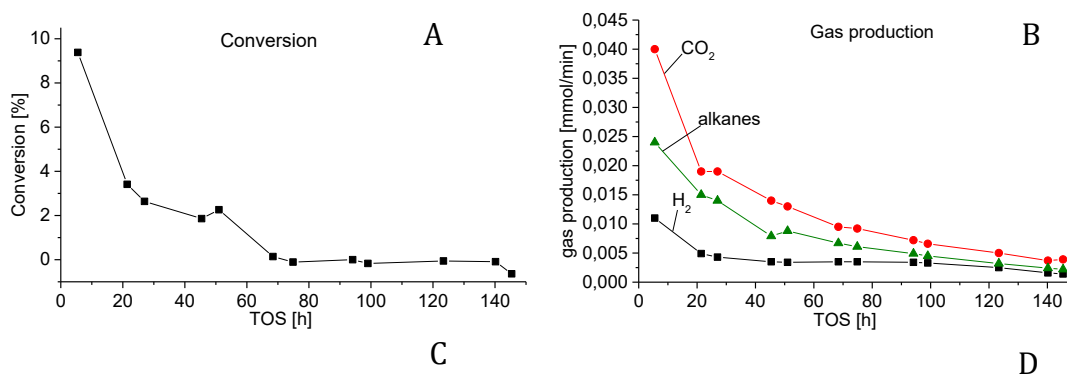 Conversion
A
10
8
6
4
2
0
Conversion [%]
0 20 40 60 80 100 120 140
TOS [h]
C
Gas production
B
CO2
alkanes
H2
0,045
0,040
0,035
0,030
0,025
0,020
0,015
0,010
0,005
0,000
gas production [mmol/min]
0 20 40 60 80 100 120 140
TOS [h]
D